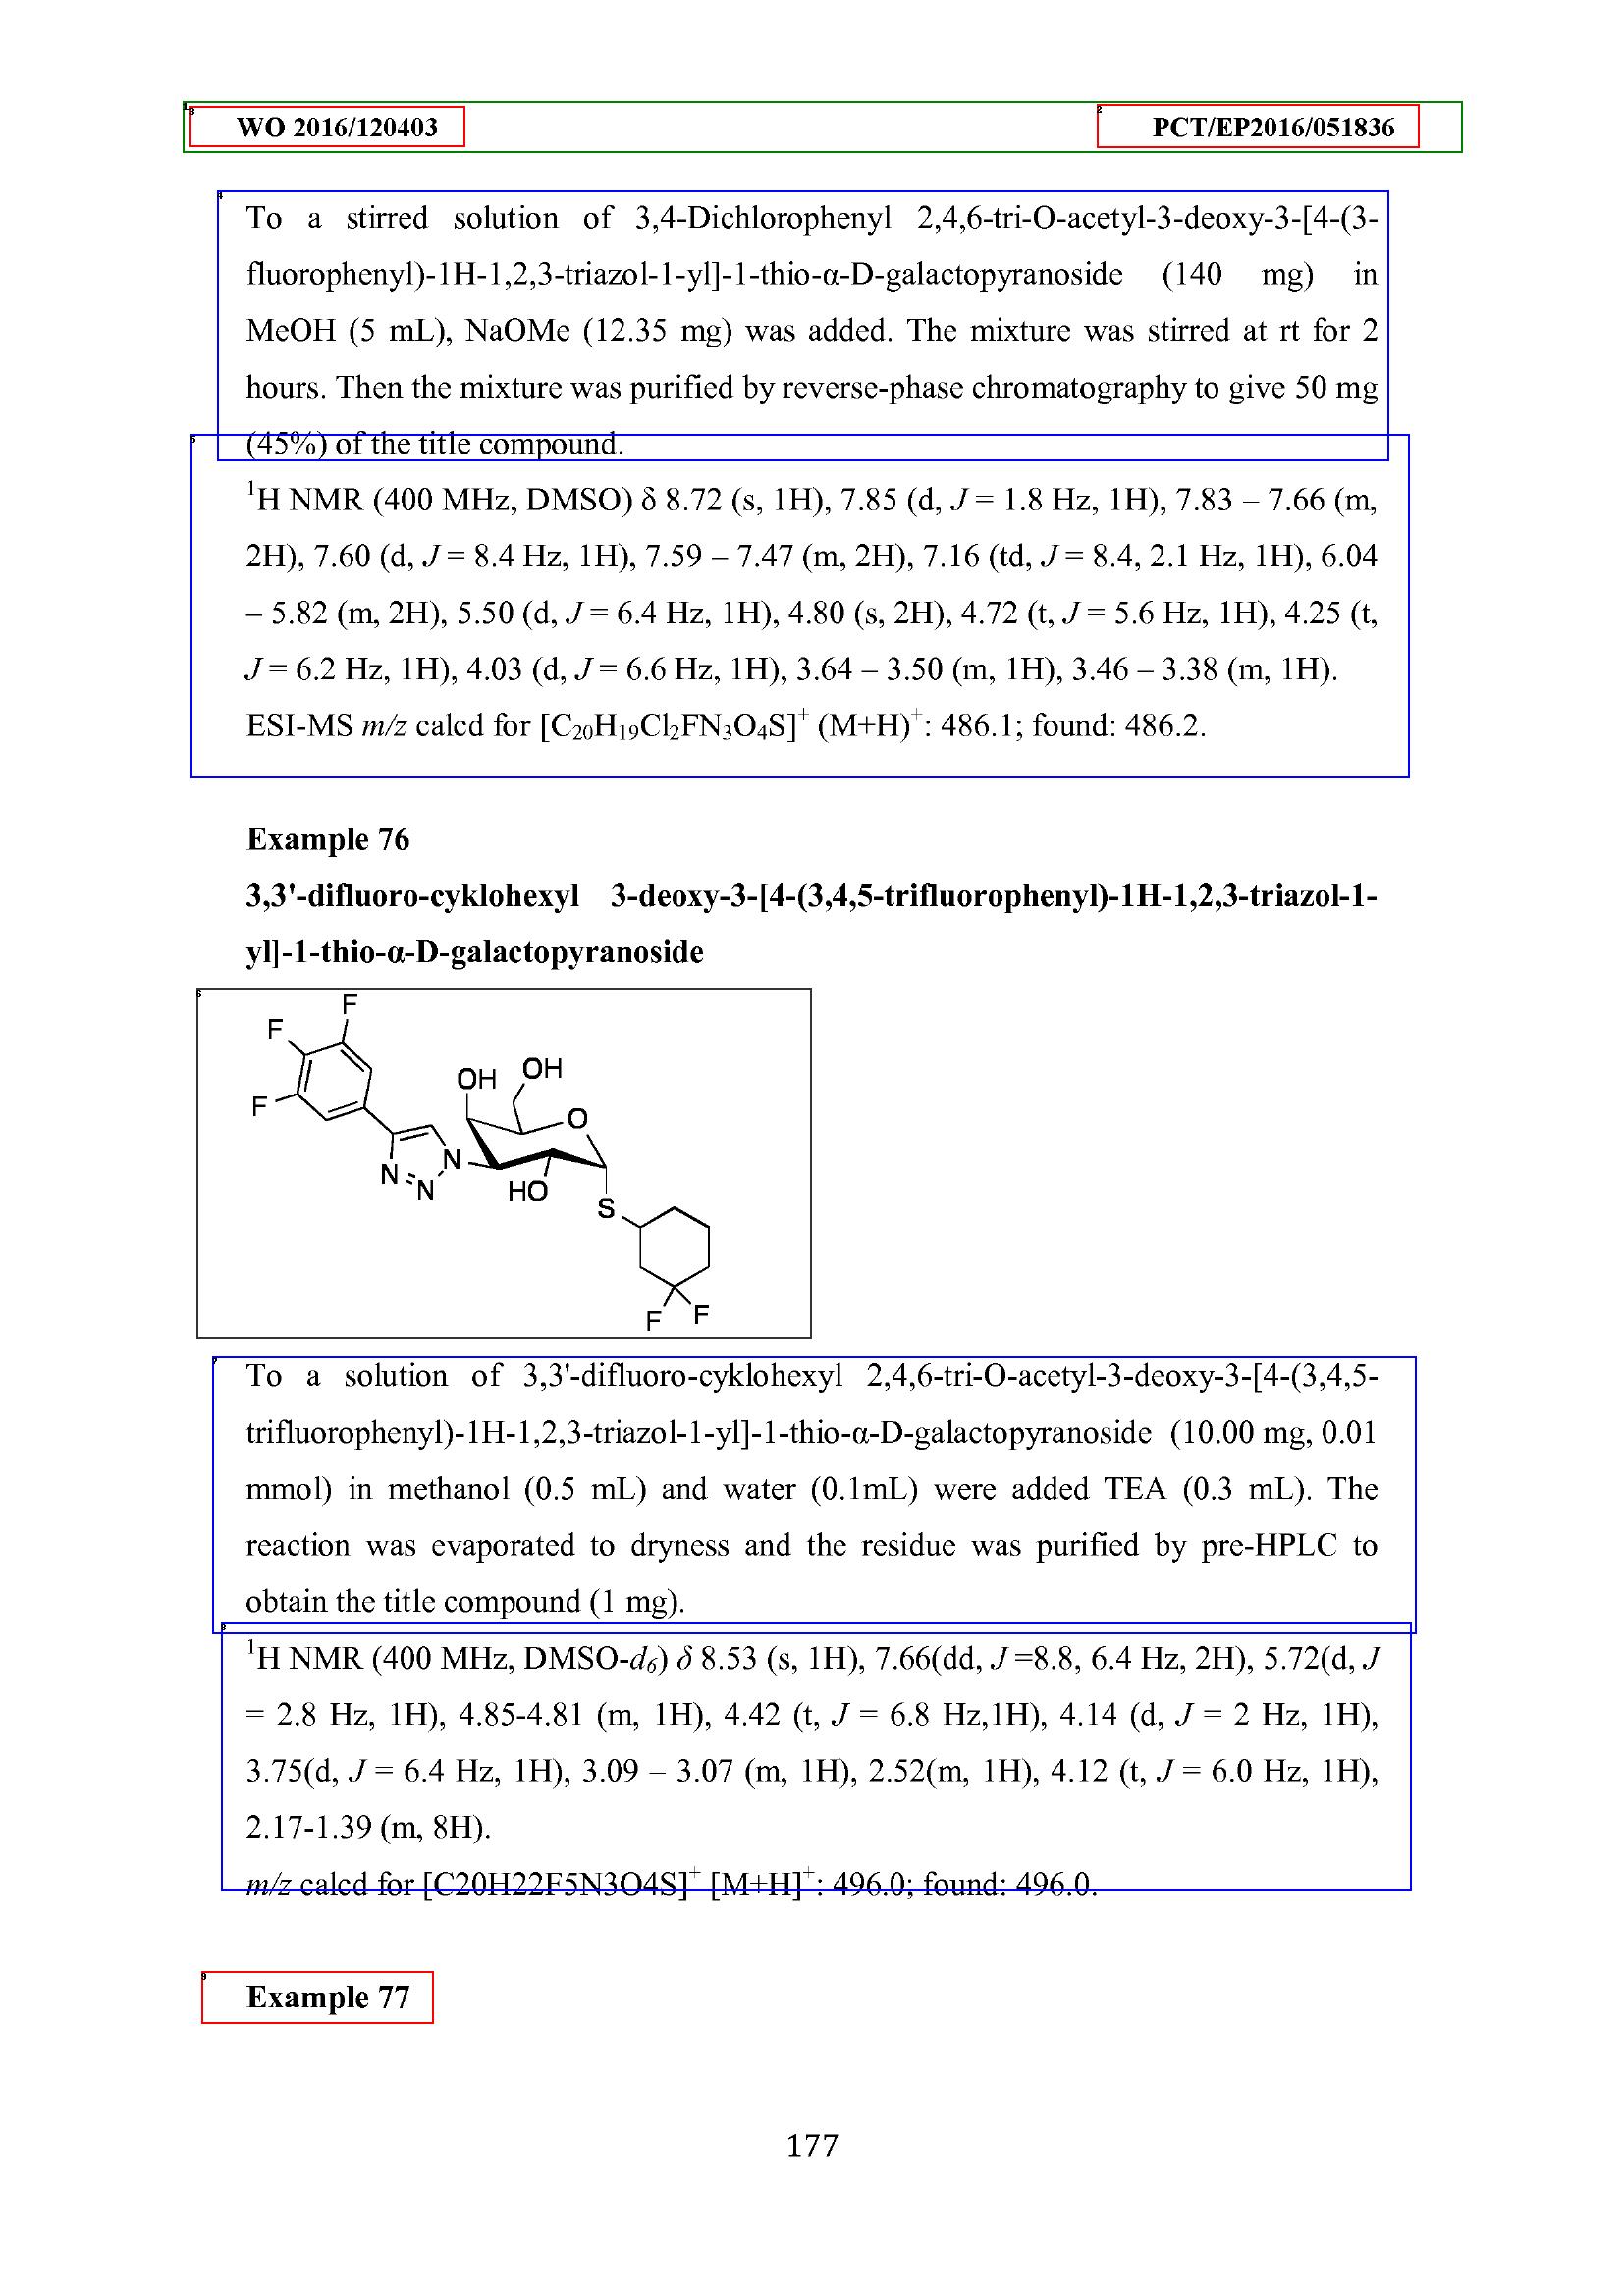 WO 2016/120403 PCT/EP2016/051836
To a stirred solution of 3,4-Dichlorophenyl 2,4,6-tri-O-acetyl-3-deoxy-3-[4-(3-
fluorophenyl)-1H-1,2,3-triazol-1-yl]-1-thio-α-D-galactopyranoside (140 mg) in
MeOH (5 mL), NaOMe (12.35 mg) was added. The mixture was stirred at rt for 2
hours. Then the mixture was purified by reverse-phase chromatography to give 50 mg
(45%) of the title compound.
¹H NMR (400 MHz, DMSO) δ 8.72 (s, 1H), 7.85 (d, J = 1.8 Hz, 1H), 7.83 – 7.66 (m,
2H), 7.60 (d, J = 8.4 Hz, 1H), 7.59 – 7.47 (m, 2H), 7.16 (td, J = 8.4, 2.1 Hz, 1H), 6.04
– 5.82 (m, 2H), 5.50 (d, J = 6.4 Hz, 1H), 4.80 (s, 2H), 4.72 (t, J = 5.6 Hz, 1H), 4.25 (t,
J = 6.2 Hz, 1H), 4.03 (d, J = 6.6 Hz, 1H), 3.64 – 3.50 (m, 1H), 3.46 – 3.38 (m, 1H).
ESI-MS m/z calcd for [C₂₀H₁₉Cl₂FN₃O₄S]⁺ (M+H)⁺: 486.1; found: 486.2.
Example 76
3,3'-difluoro-cyklohexyl 3-deoxy-3-[4-(3,4,5-trifluorophenyl)-1H-1,2,3-triazol-1-
yl]-1-thio-α-D-galactopyranoside
F
F
F
OH
OH
O
N
N
N
HO
S
F
F
To a solution of 3,3'-difluoro-cyklohexyl 2,4,6-tri-O-acetyl-3-deoxy-3-[4-(3,4,5-
trifluorophenyl)-1H-1,2,3-triazol-1-yl]-1-thio-α-D-galactopyranoside (10.00 mg, 0.01
mmol) in methanol (0.5 mL) and water (0.1mL) were added TEA (0.3 mL). The
reaction was evaporated to dryness and the residue was purified by pre-HPLC to
obtain the title compound (1 mg).
¹H NMR (400 MHz, DMSO-d₆) δ 8.53 (s, 1H), 7.66(dd, J =8.8, 6.4 Hz, 2H), 5.72(d, J
= 2.8 Hz, 1H), 4.85-4.81 (m, 1H), 4.42 (t, J = 6.8 Hz,1H), 4.14 (d, J = 2 Hz, 1H),
3.75(d, J = 6.4 Hz, 1H), 3.09 – 3.07 (m, 1H), 2.52(m, 1H), 4.12 (t, J = 6.0 Hz, 1H),
2.17-1.39 (m, 8H).
m/z calcd for [C20H22F5N3O4S]⁺ [M+H]⁺: 496.0; found: 496.0.
Example 77
177